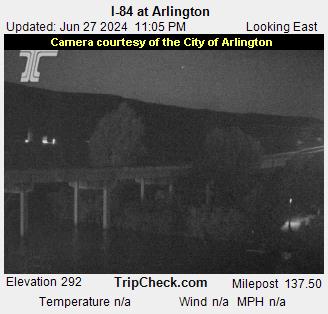 I-84 at Arlington
Updated: Jun 27 2024 11:05 PM Looking East
Camera courtesy of the City of Arlington
Elevation 292 TripCheck.com Milepost 137.50
Temperature n/a Wind n/a MPH n/a